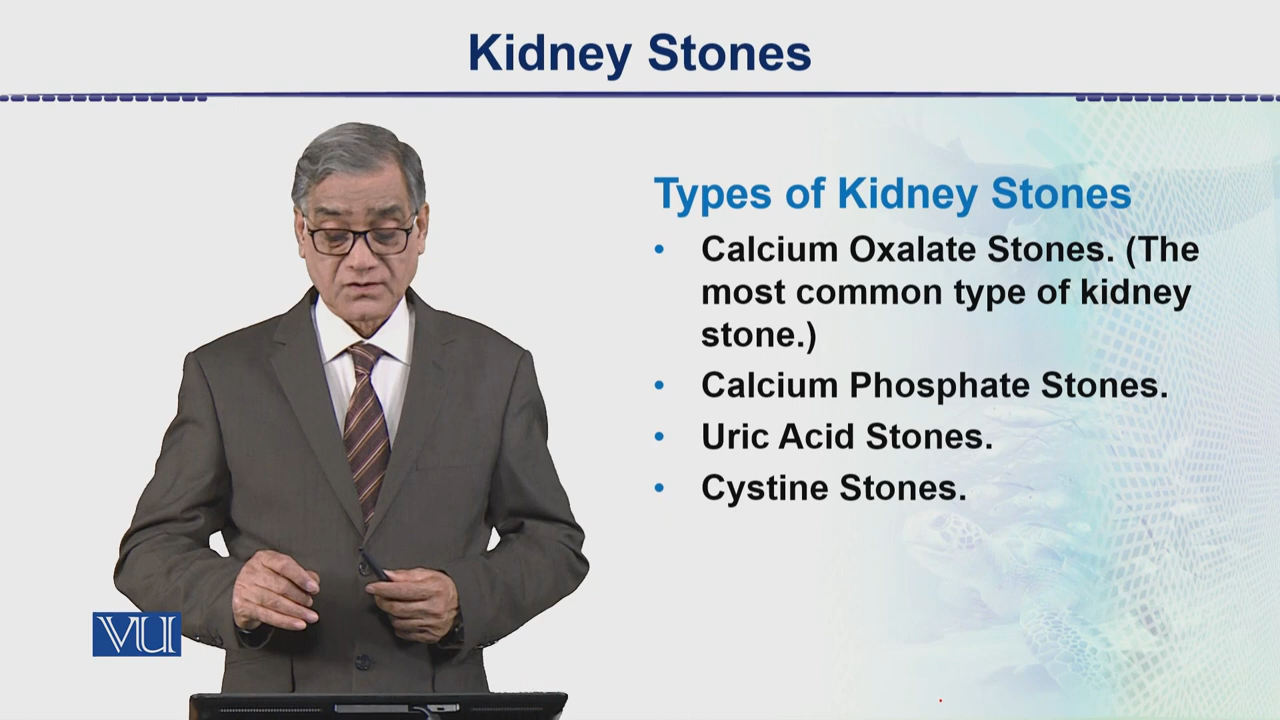 Kidney Stones
Types of Kidney Stones
• Calcium Oxalate Stones. (The
most common type of kidney
stone.)
• Calcium Phosphate Stones.
• Uric Acid Stones.
• Cystine Stones.
VU